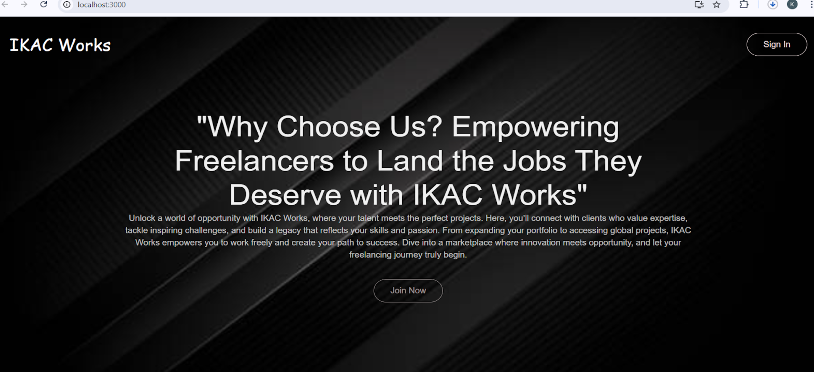 localhost:3000
K
IKAC Works
Sign In
"Why Choose Us? Empowering
Freelancers to Land the Jobs They
Deserve with IKAC Works"
Unlock a world of opportunity with IKAC Works, where your talent meets the perfect projects. Here, you'll connect with clients who value expertise,
tackle inspiring challenges, and build a legacy that reflects your skills and passion. From expanding your portfolio to accessing global projects, IKAC
Works empowers you to work freely and create your path to success. Dive into a marketplace where innovation meets opportunity, and let your
freelancing journey truly begin.
Join Now